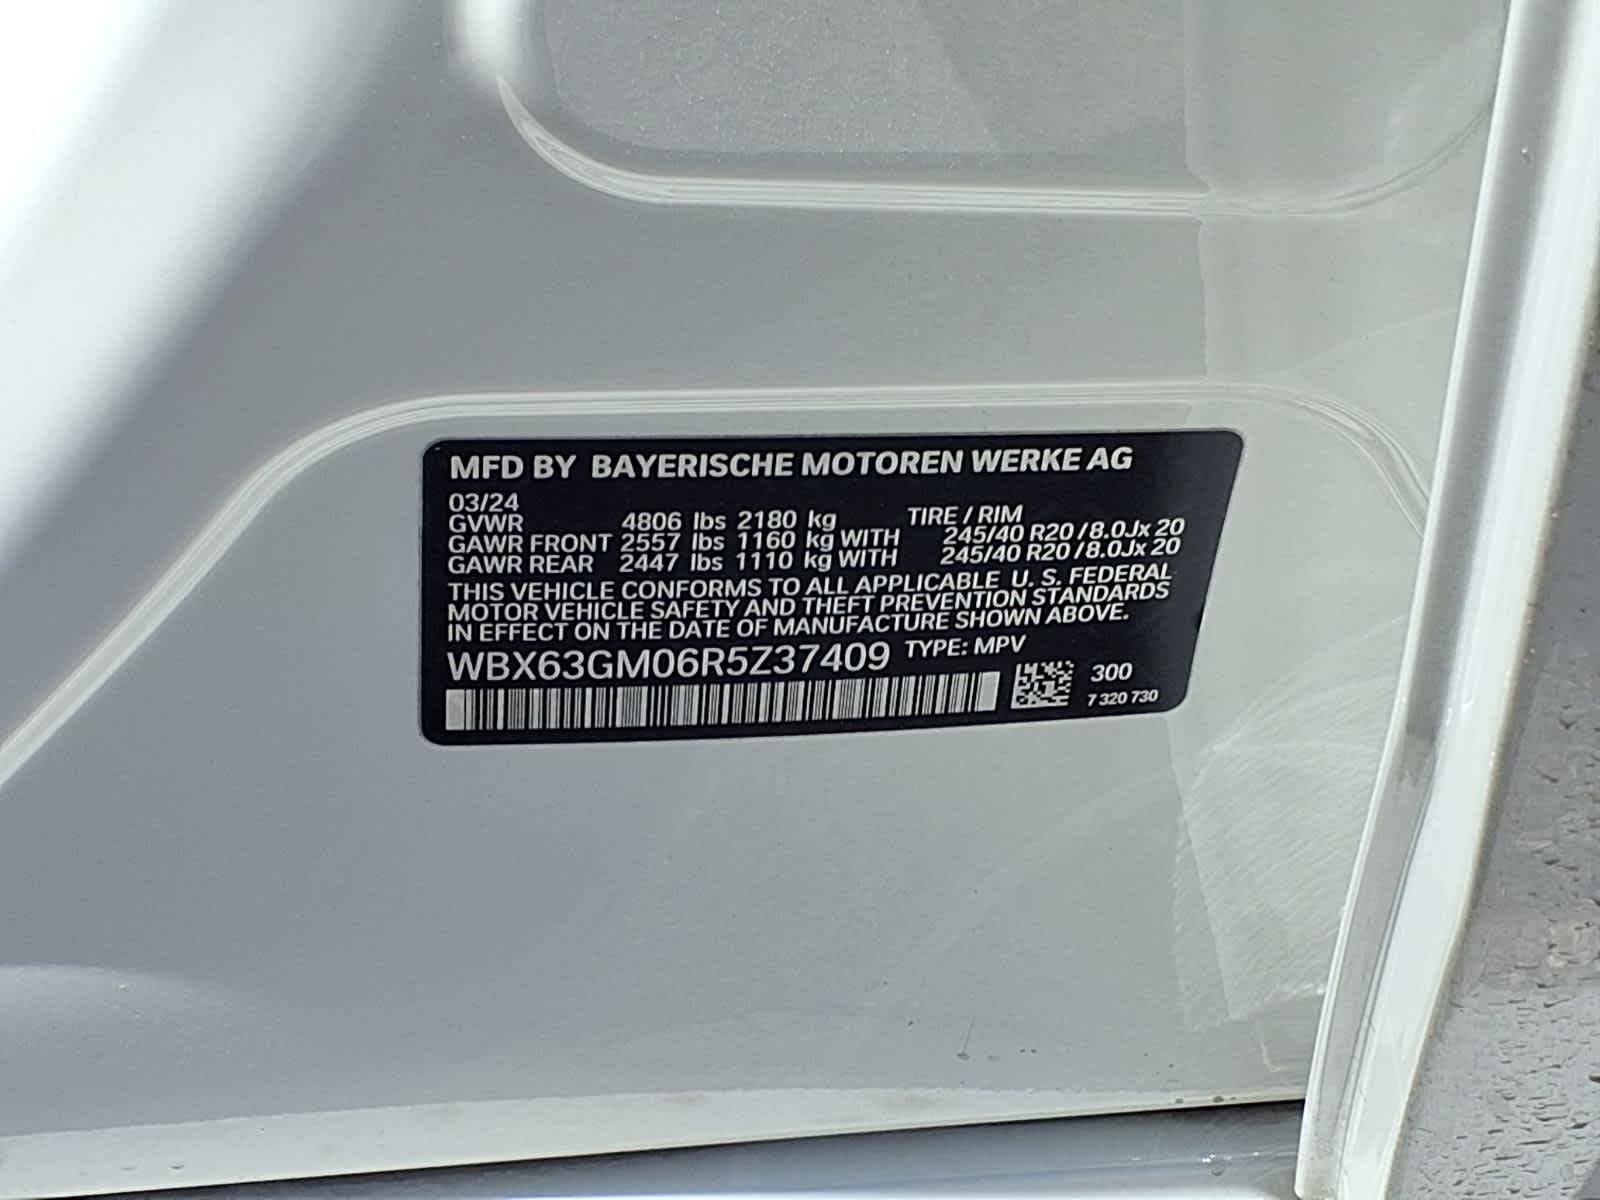 MFD BY BAYERISCHE MOTOREN WERKE AG
03/24
GVWR 4806 lbs 2180 kg TIRE / RIM
GAWR FRONT 2557 lbs 1160 kg WITH 245/40 R20 / 8.0Jx 20
GAWR REAR 2447 lbs 1110 kg WITH 245/40 R20 / 8.0Jx 20
THIS VEHICLE CONFORMS TO ALL APPLICABLE U. S. FEDERAL
MOTOR VEHICLE SAFETY AND THEFT PREVENTION STANDARDS
IN EFFECT ON THE DATE OF MANUFACTURE SHOWN ABOVE.
WBX63GM06R5Z37409 TYPE: MPV
300
7 320 730